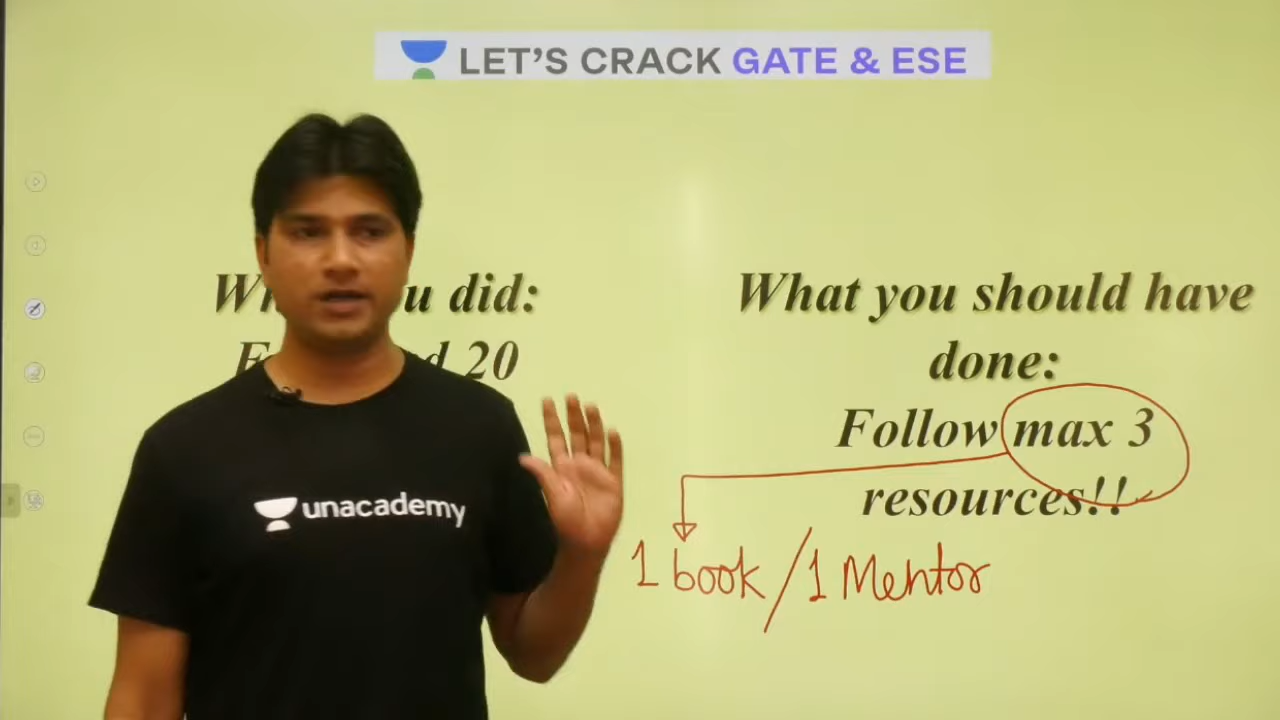 LET'S CRACK GATE & ESE
u did:
20
What you should have
done:
Follow max 3
resources!!
1 book / 1 Mentor
unacademy